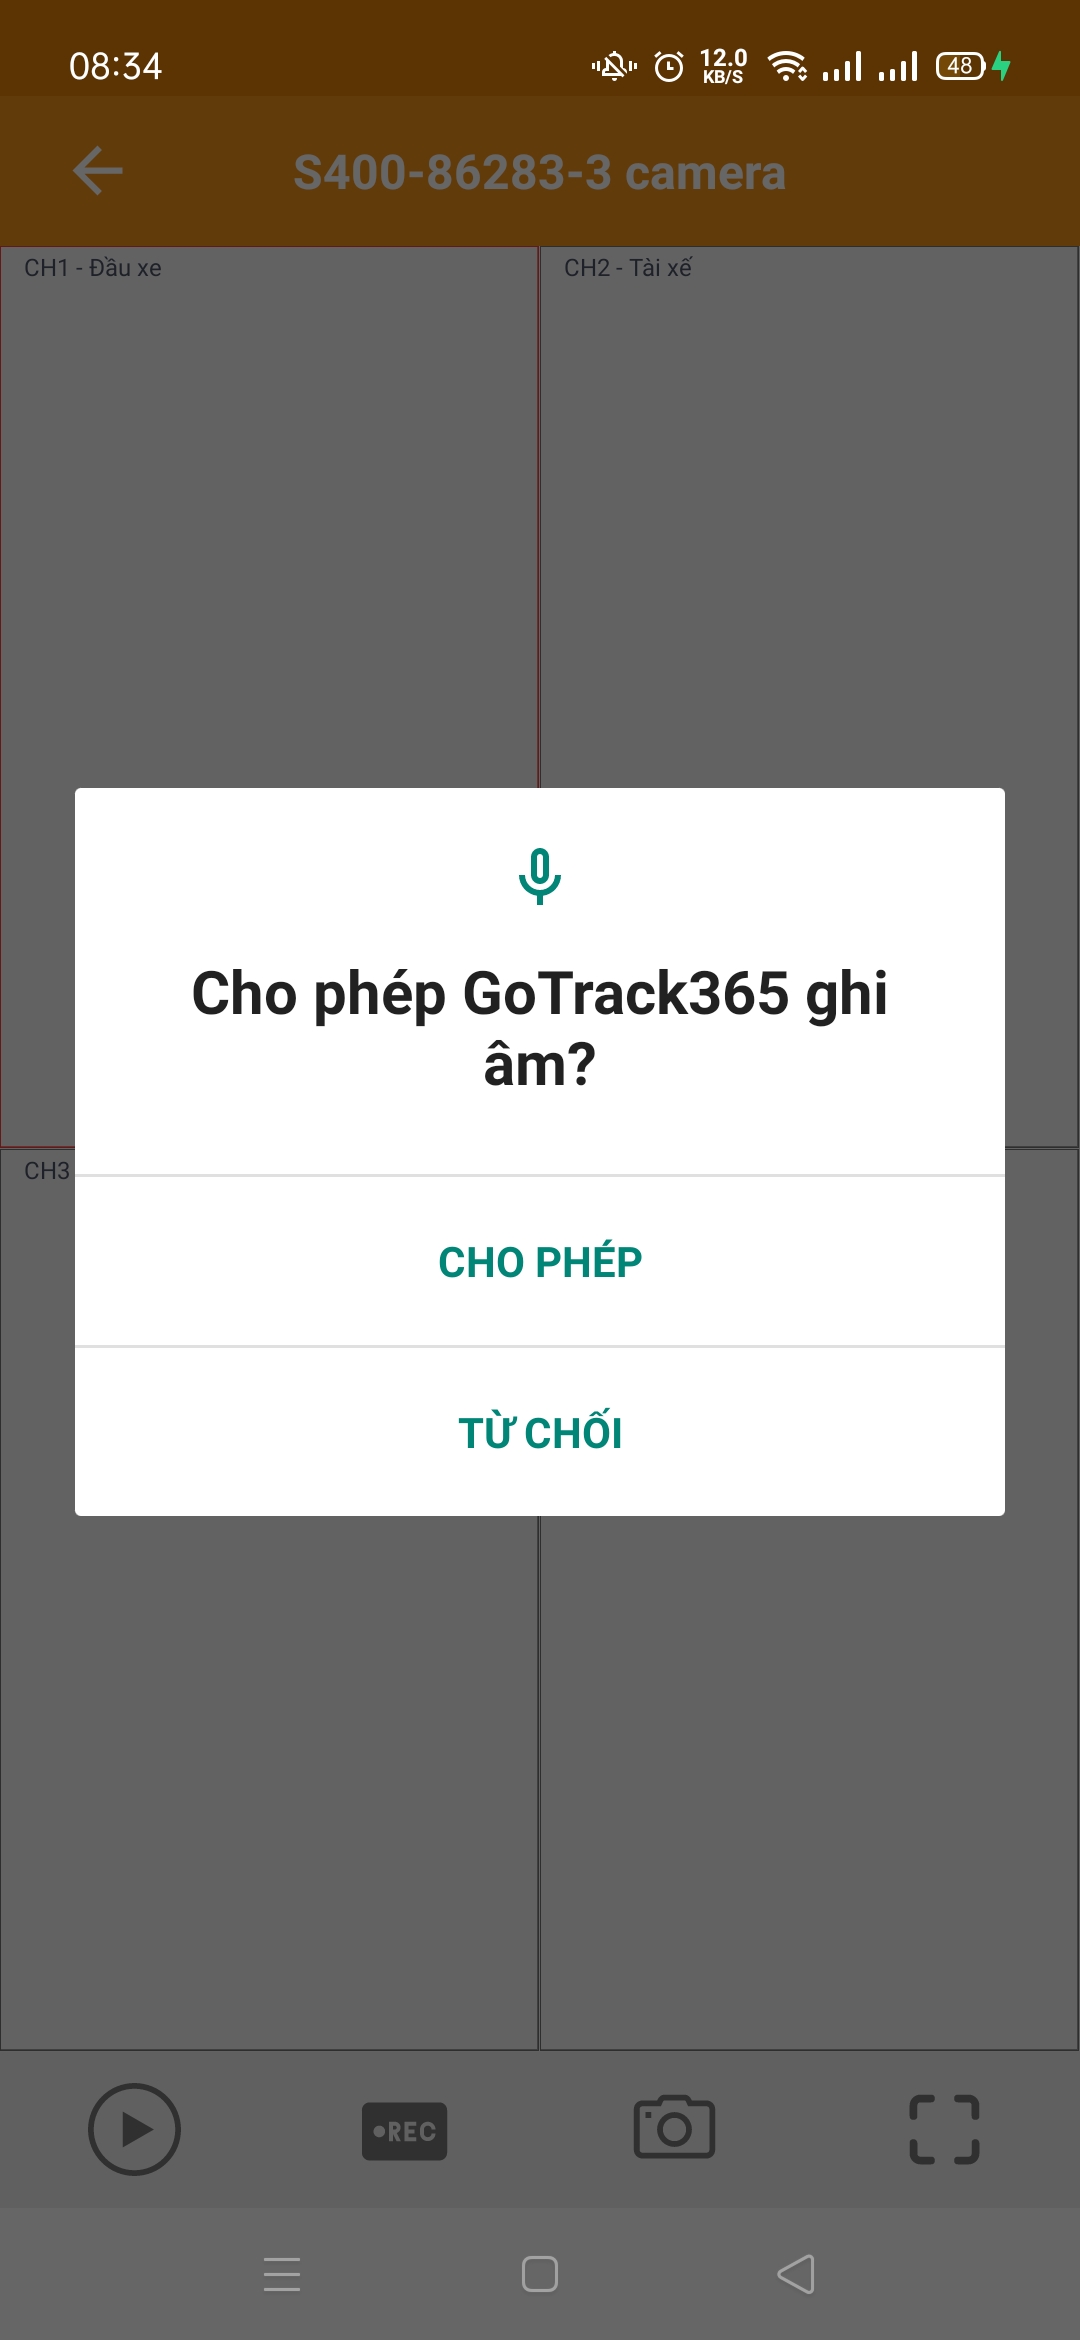 08:34
12.0
KB/S
48
S400-86283-3 camera
CH1 - Đầu xe
CH2 - Tài xế
Cho phép GoTrack365 ghi
âm?
CH3
CHO PHÉP
TỪ CHỐI
REC